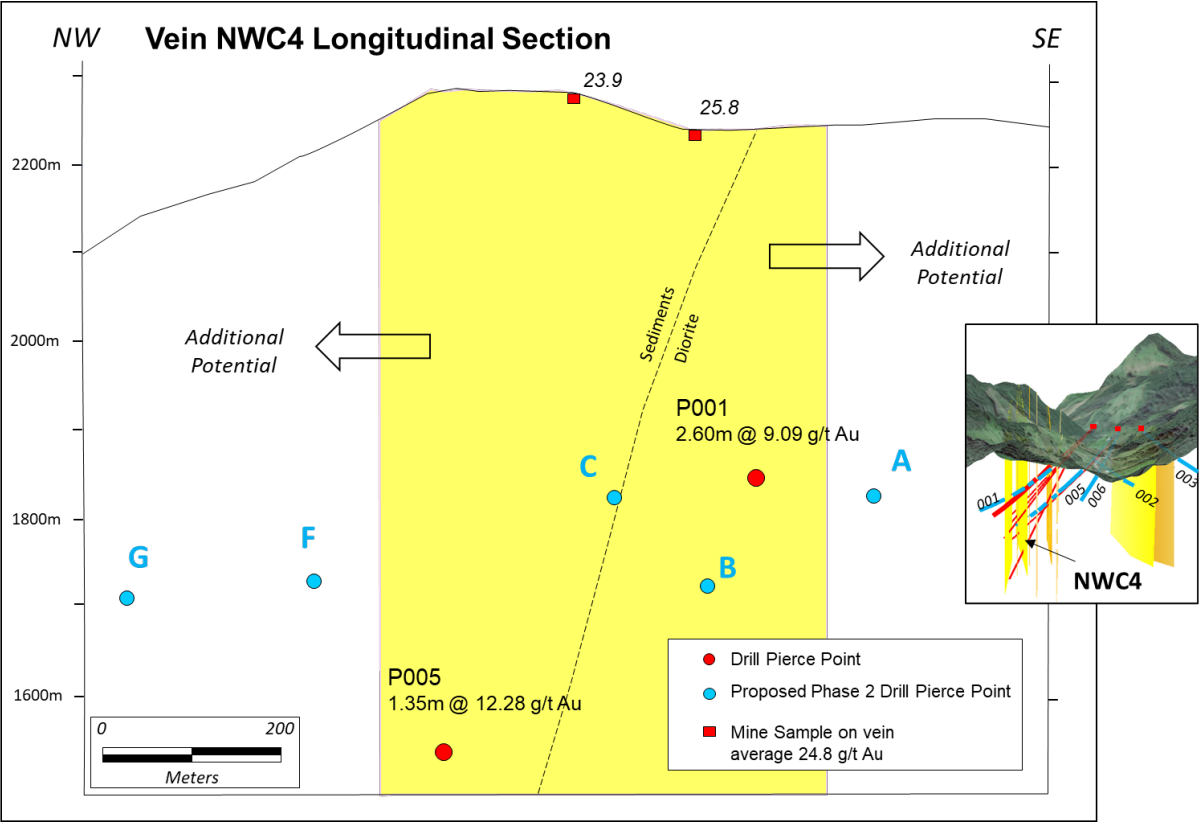 NW
Vein NWC4 Longitudinal Section
SE
23.9
25.8
2200m
Additional
Potential
2000m
Additional
Potential
Sediments
Diorite
P001
2.60m @ 9.09 g/t Au
C
A
1800m
F
G
B
P005
1.35m @ 12.28 g/t Au
1600m
0 200
Meters
Drill Pierce Point
Proposed Phase 2 Drill Pierce Point
Mine Sample on vein
average 24.8 g/t Au
001
005
006
002
003
NWC4